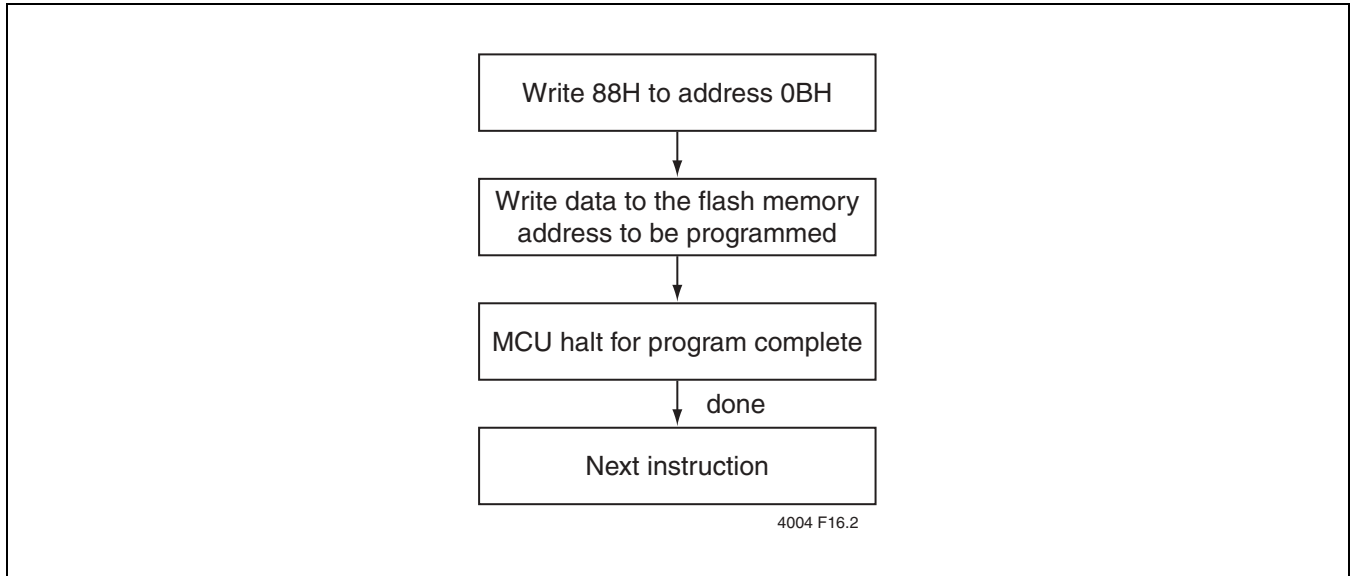 Write 88H to address 0BH
Write data to the flash memory
address to be programmed
MCU halt for program complete
done
Next instruction
4004 F16.2